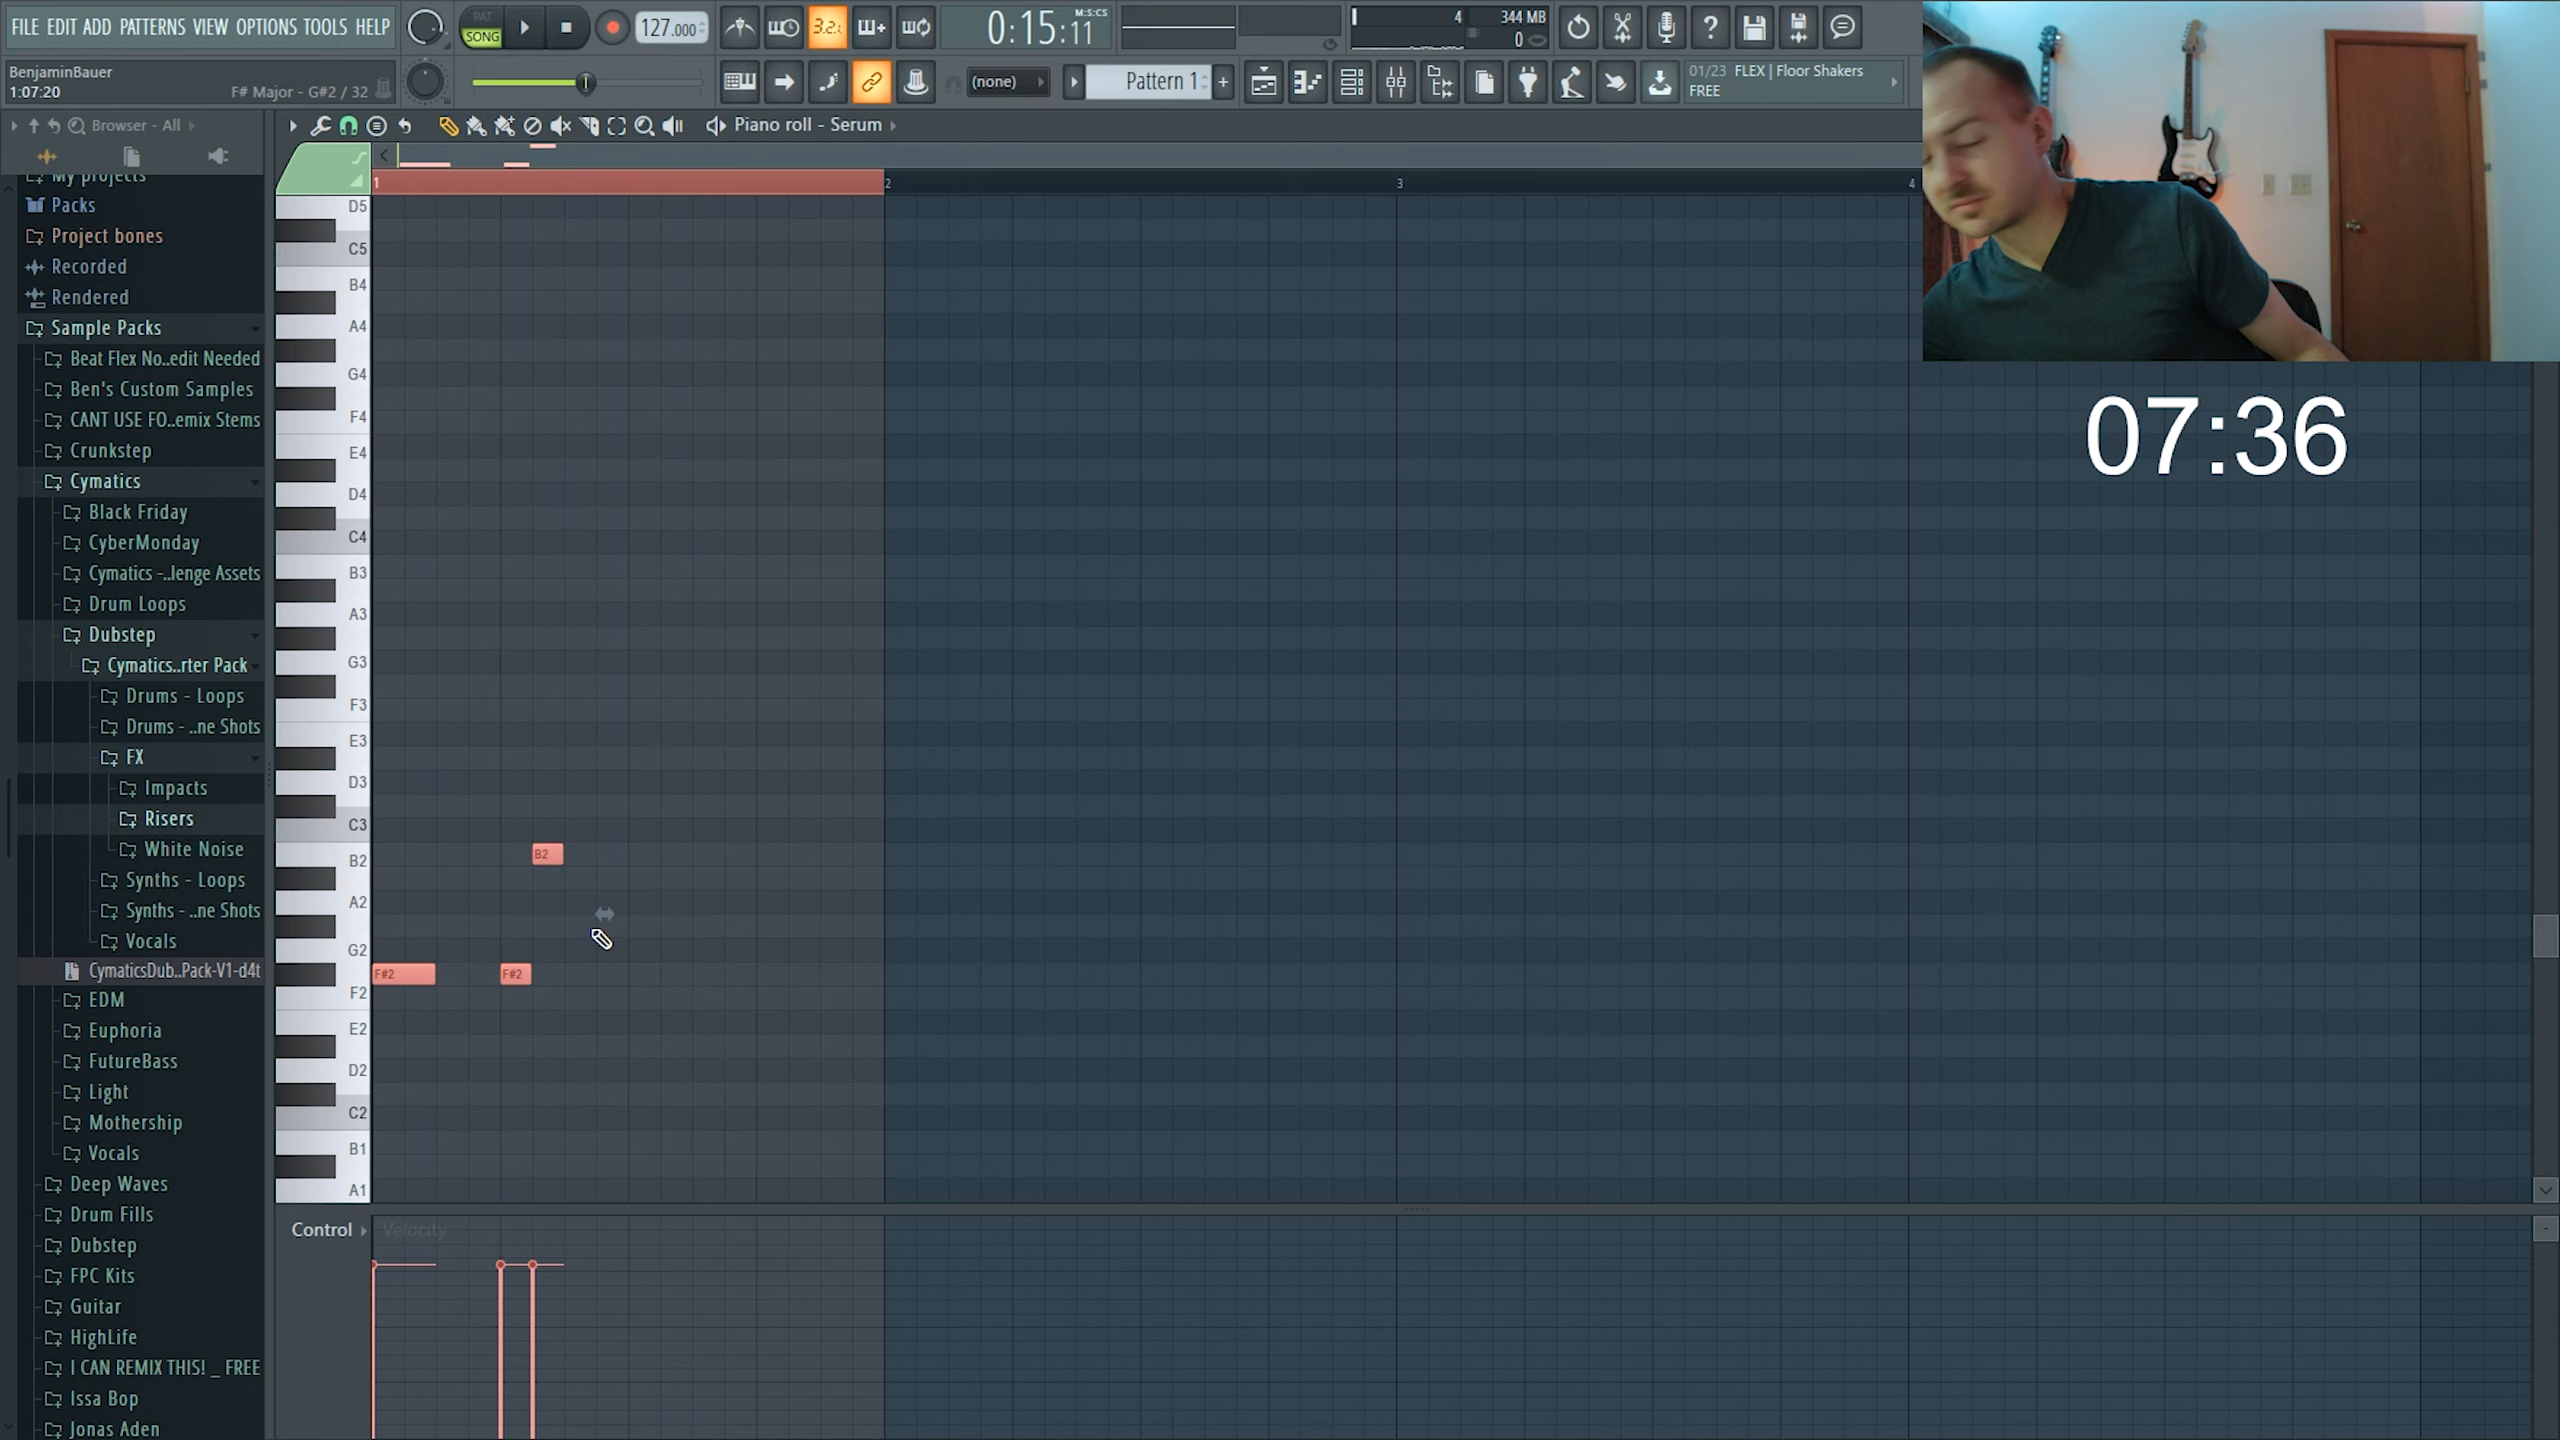 FILE EDIT ADD PATTERNS VIEW OPTIONS TOOLS HELP
BenjaminBauer
1:07:20
F# Major - G#2 / 32
PAT
SONG
127.000
3.2.
0:15:11
M:S:CS
4
344 MB
0
(none)
Pattern 1
+
01/23 FLEX | Floor Shakers
FREE
Browser - All
Piano roll - Serum
My projects
Packs
Project bones
Recorded
Rendered
Sample Packs
Beat Flex No..edit Needed
Ben's Custom Samples
CANT USE FO..emix Stems
Crunkstep
Cymatics
Black Friday
CyberMonday
Cymatics -..lenge Assets
Drum Loops
Dubstep
Cymatics..rter Pack
Drums - Loops
Drums - ..ne Shots
FX
Impacts
Risers
White Noise
Synths - Loops
Synths - ..ne Shots
Vocals
CymaticsDub..Pack-V1-d4t
EDM
Euphoria
FutureBass
Light
Mothership
Vocals
Deep Waves
Drum Fills
Dubstep
FPC Kits
Guitar
HighLife
I CAN REMIX THIS! _ FREE
Issa Bop
Jonas Aden
1
2
3
4
D5
C5
B4
A4
G4
F4
E4
D4
C4
B3
A3
G3
F3
E3
D3
C3
B2
A2
G2
F2
E2
D2
C2
B1
A1
B2
F#2
F#2
Control
Velocity
07:36